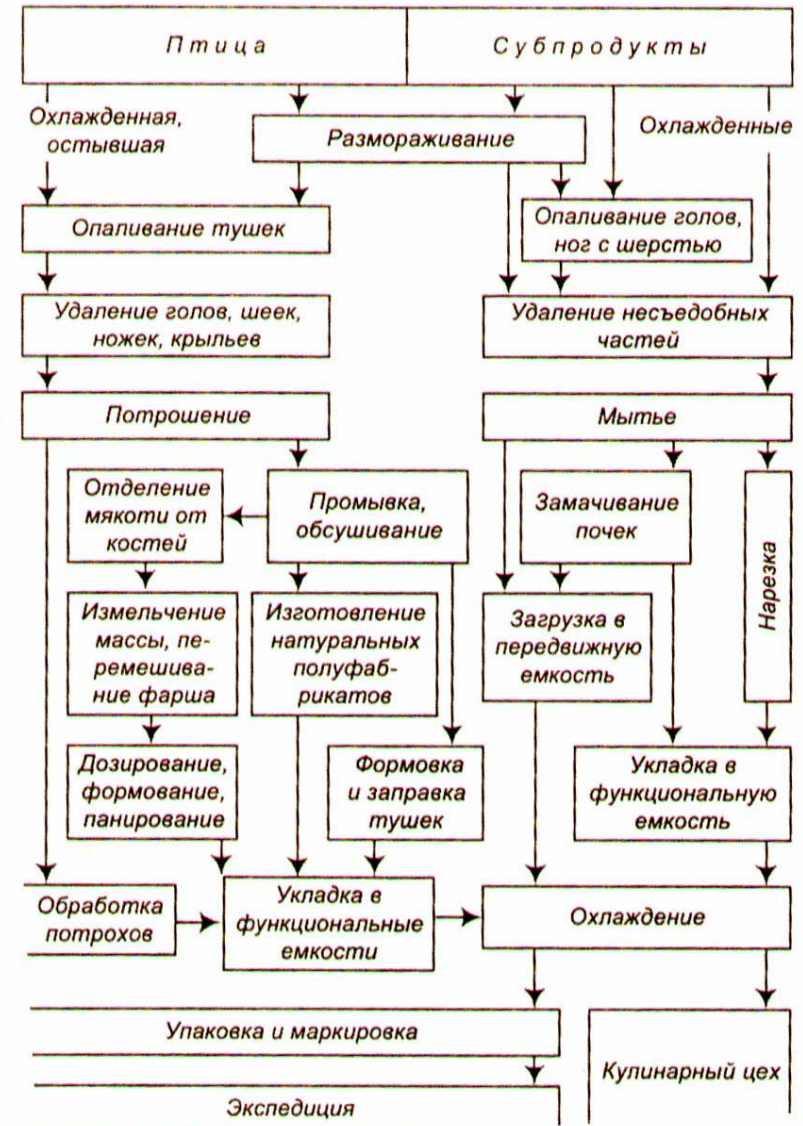 Птица
Субпродукты
Охлажденная,
остывшая
Размораживание
Охлажденные
Опаливание тушек
Опаливание голов,
ног с шерстью
Удаление голов, шеек,
ножек, крыльев
Удаление несъедобных
частей
Потрошение
Мытье
Отделение
мякоти от
костей
Промывка,
обсушивание
Замачивание
почек
Нарезка
Измельчение
массы, пе-
ремешива-
ние фарша
Изготовление
натуральных
полуфаб-
рикатов
Загрузка в
передвижную
емкость
Дозирование,
формование,
панирование
Формовка
и заправка
тушек
Укладка в
функциональную
емкость
Обработка
потрохов
Укладка в
функциональные
емкости
Охлаждение
Упаковка и маркировка
Кулинарный цех
Экспедиция